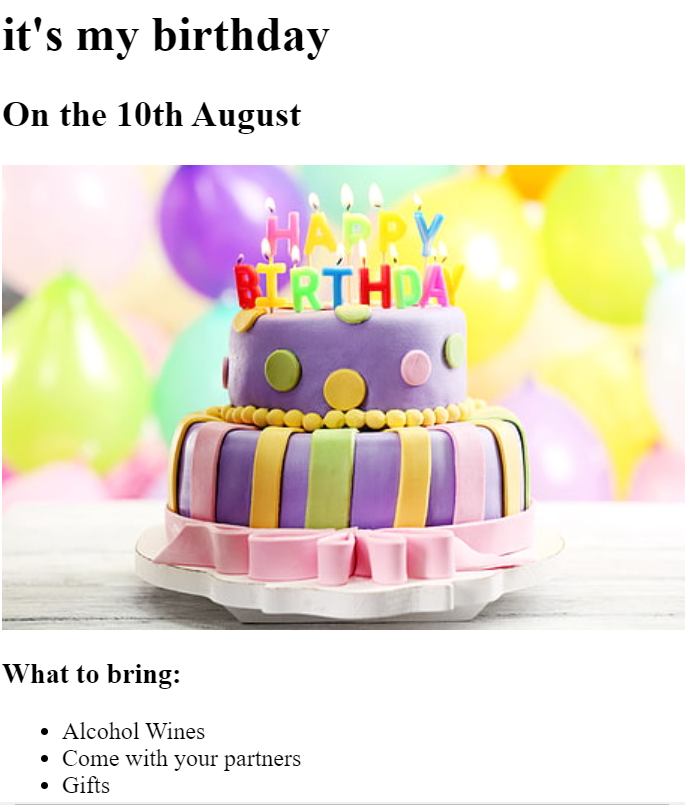 it's my birthday
On the 10th August
HAPPY
BIRTHDAY
What to bring:
Alcohol Wines
Come with your partners
Gifts